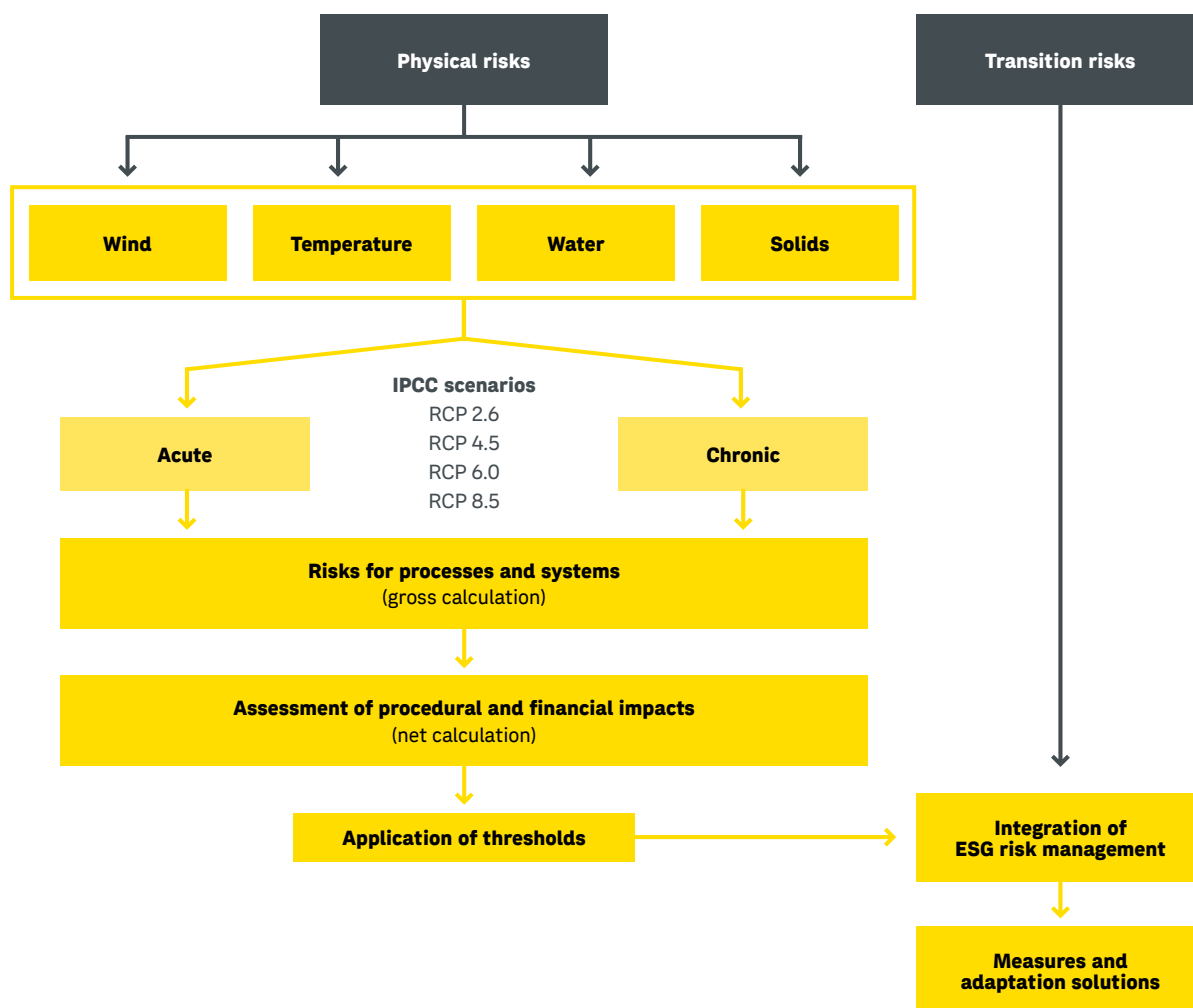 Physical risks
Transition risks
Wind
Temperature
Water
Solids
IPCC scenarios
RCP 2.6
RCP 4.5
RCP 6.0
RCP 8.5
Acute
Chronic
Risks for processes and systems
(gross calculation)
Assessment of procedural and financial impacts
(net calculation)
Application of thresholds
Integration of
ESG risk management
Measures and
adaptation solutions